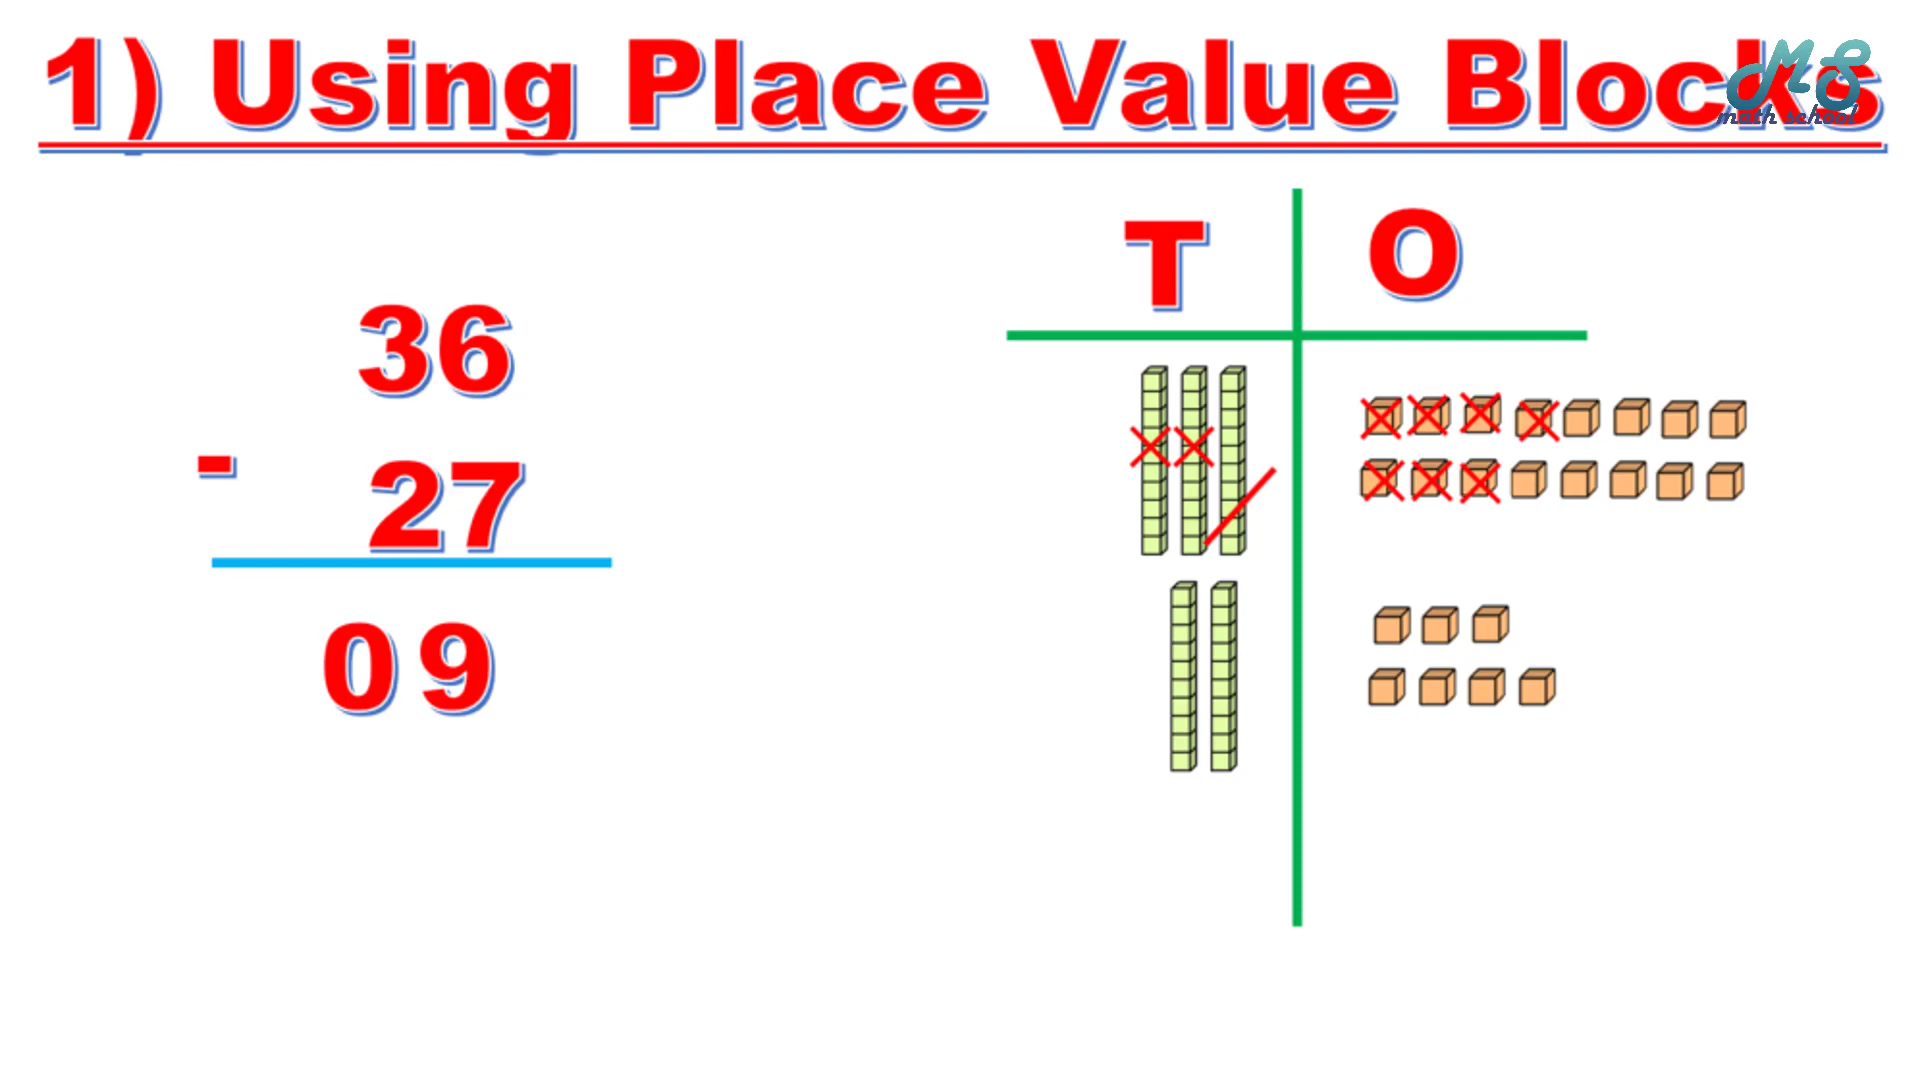 1) Using Place Value Blocks
MS
math school
T O
36
- 27
09